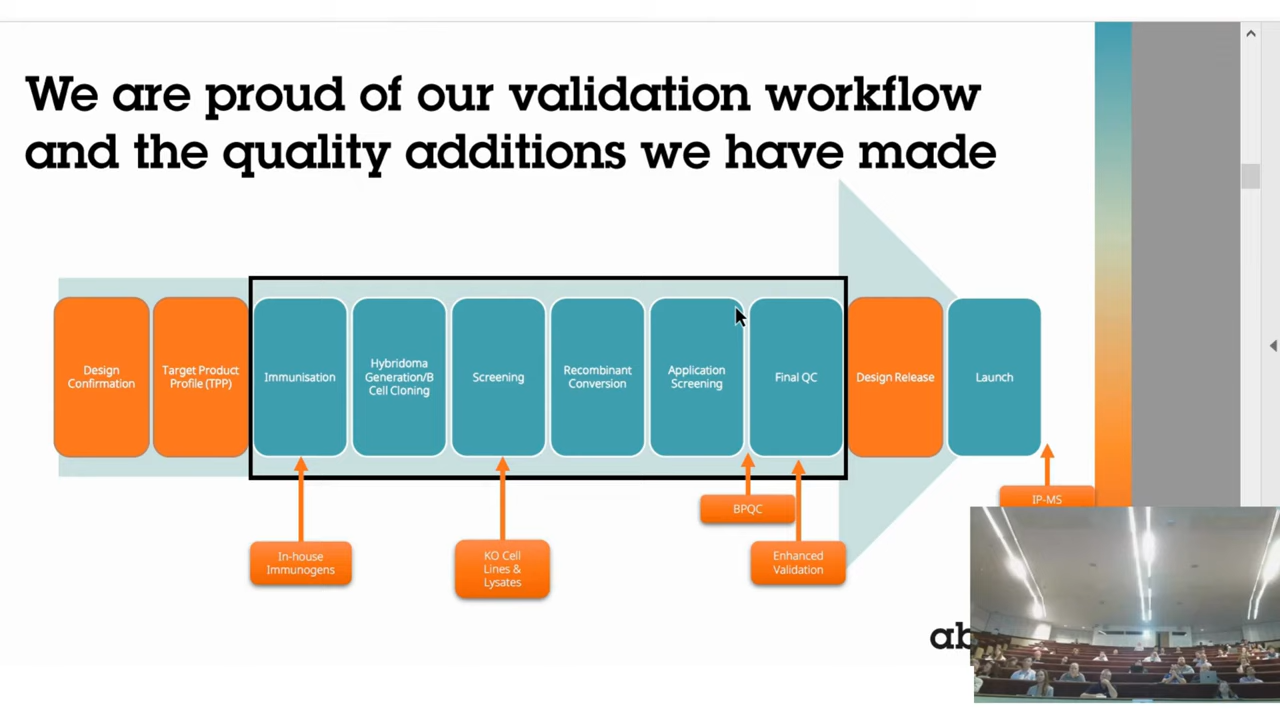 We are proud of our validation workflow
and the quality additions we have made
Design
Confirmation
Target Product
Profile (TPP)
Immunisation
Hybridoma
Generation/B
Cell Cloning
Screening
Recombinant
Conversion
Application
Screening
Final QC
Design Release
Launch
In-house
Immunogens
KO Cell
Lines &
Lysates
BPQC
Enhanced
Validation
IP-MS
ab